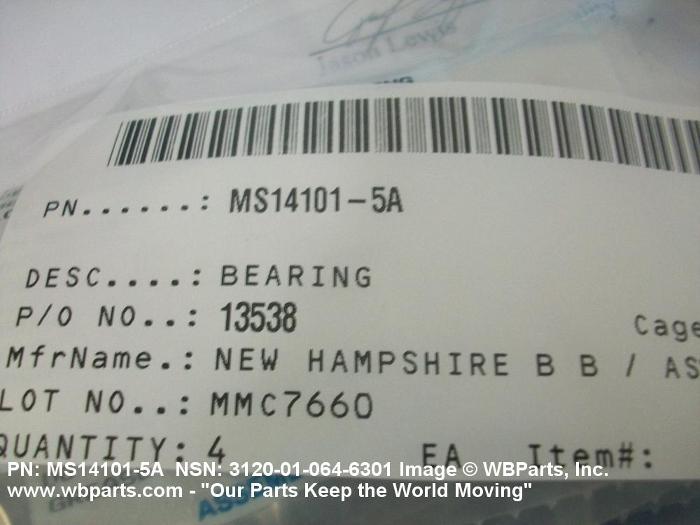 Jason Lewis
PN......: MS14101-5A
DESC....: BEARING
P/O NO..: 13538
Cage
MfrName.: NEW HAMPSHIRE B B / AS
LOT NO..: MMC7660
QUANTITY: 4 EA Item#:
PN: MS14101-5A NSN: 3120-01-064-6301 Image © WBParts, Inc.
www.wbparts.com - "Our Parts Keep the World Moving"